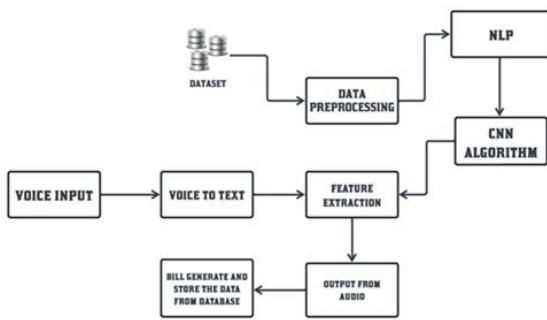 NLP
DATASET
DATA
PREPROCESSING
CNN
ALGORITHM
VOICE INPUT
VOICE TO TEXT
FEATURE
EXTRACTION
BILL GENERATE AND
STORE THE DATA
FROM DATABASE
OUTPUT FROM
AUDIO